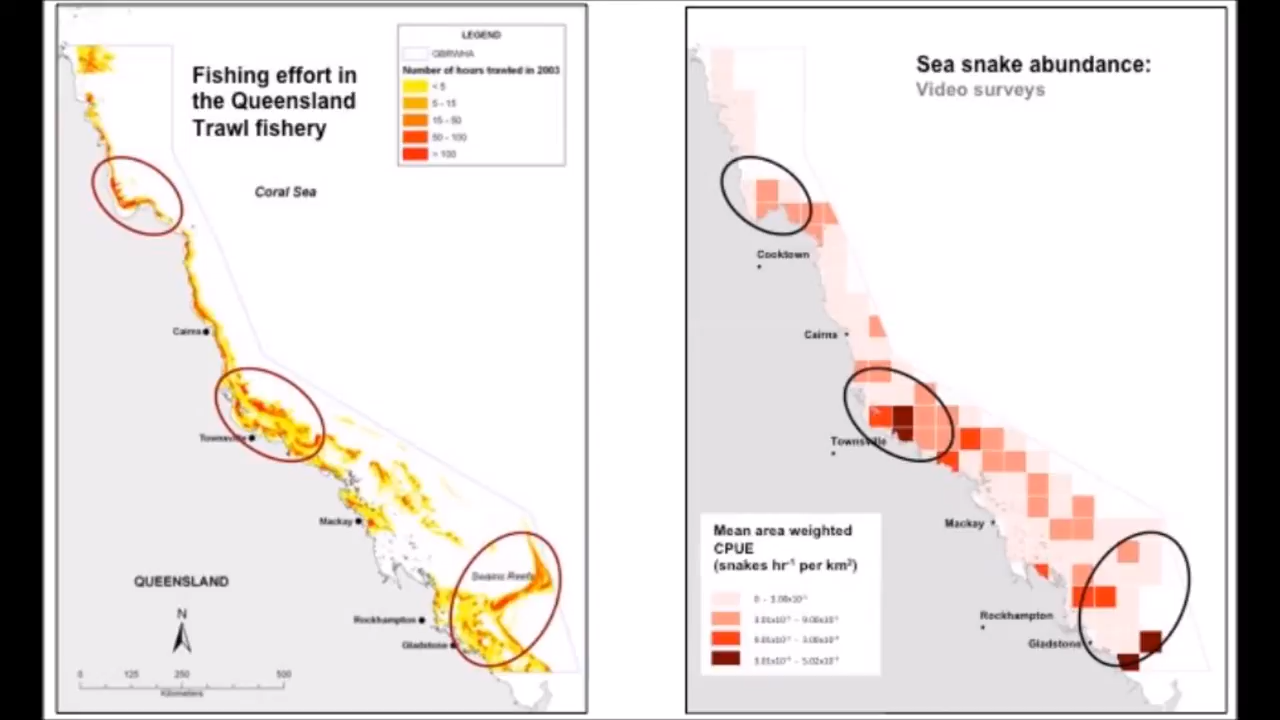 Fishing effort in
the Queensland
Trawl fishery
LEGEND
GBRWHA
Number of hours trawled in 2003
< 5
5 - 15
15 - 50
50 - 100
> 100
Coral Sea
Cairns
Townsville
Mackay
Swains Reefs
QUEENSLAND
N
Rockhampton
Gladstone
0 125 250 500
Kilometers
Sea snake abundance:
Video surveys
Cooktown
Cairns
Townsville
Mackay
Rockhampton
Gladstone
Mean area weighted
CPUE
(snakes hr⁻¹ per km²)